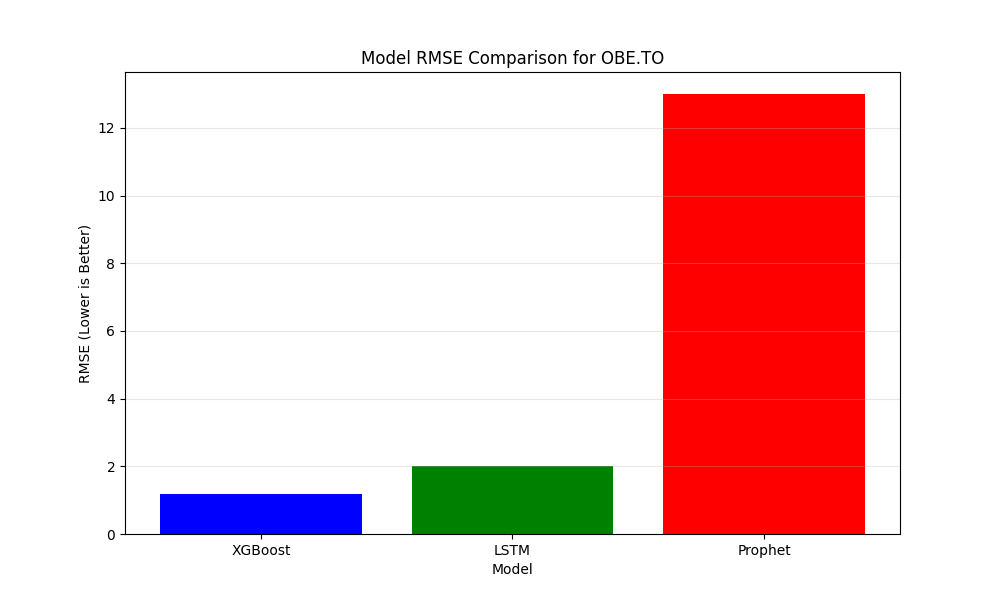 Model RMSE Comparison for OBE.TO
RMSE (Lower is Better)
12
10
8
6
4
2
0
XGBoost
LSTM
Prophet
Model